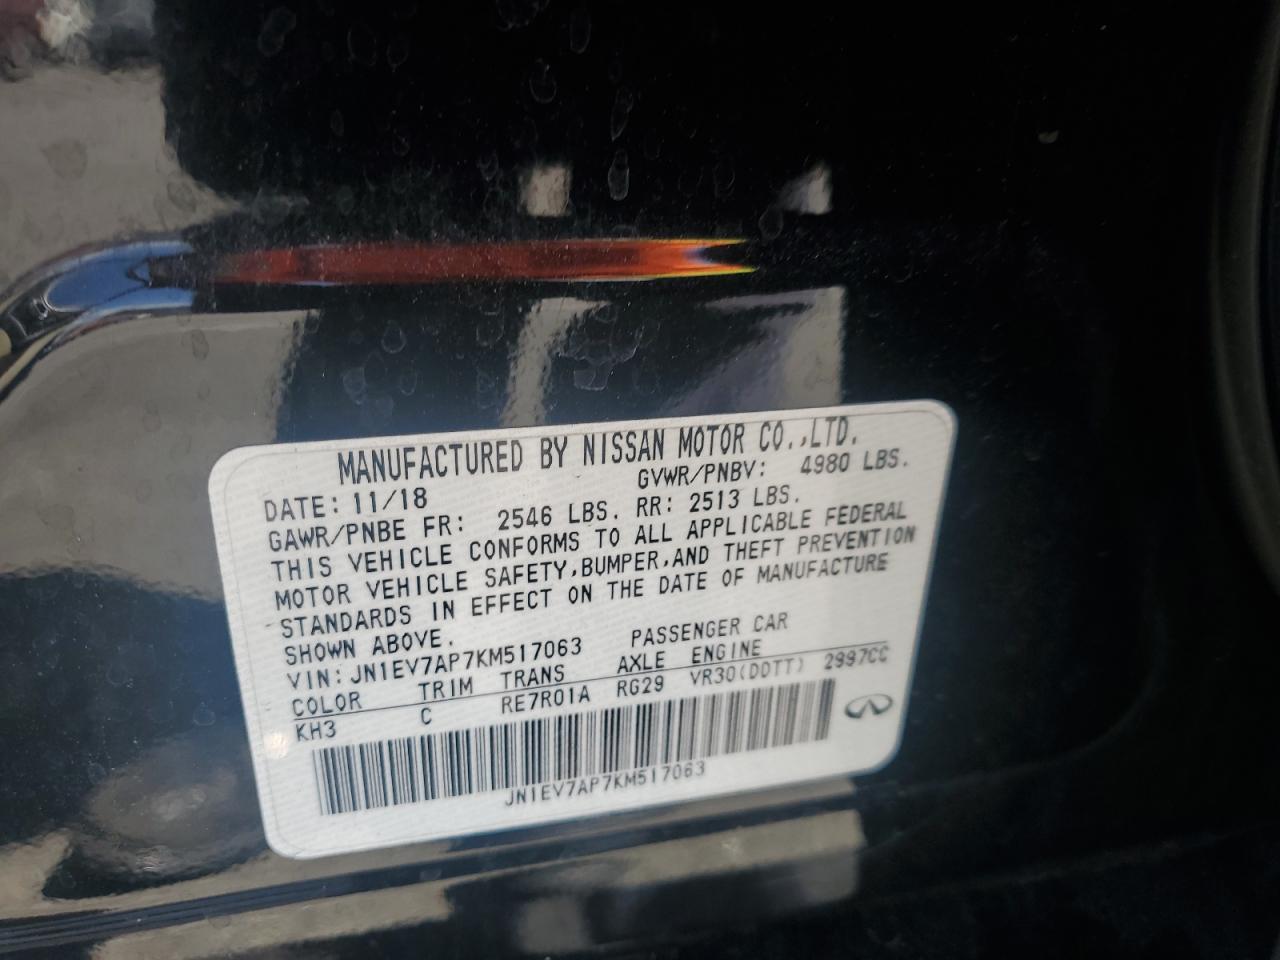 MANUFACTURED BY NISSAN MOTOR CO.,LTD.
DATE: 11/18 GVWR/PNBV: 4980 LBS.
GAWR/PNBE FR: 2546 LBS. RR: 2513 LBS.
THIS VEHICLE CONFORMS TO ALL APPLICABLE FEDERAL
MOTOR VEHICLE SAFETY,BUMPER,AND THEFT PREVENTION
STANDARDS IN EFFECT ON THE DATE OF MANUFACTURE
SHOWN ABOVE.
VIN:JN1EV7AP7KM517063 PASSENGER CAR
COLOR TRIM TRANS AXLE ENGINE
KH3 C RE7R01A RG29 VR30(DDTT) 2997CC
JN1EV7AP7KM517063